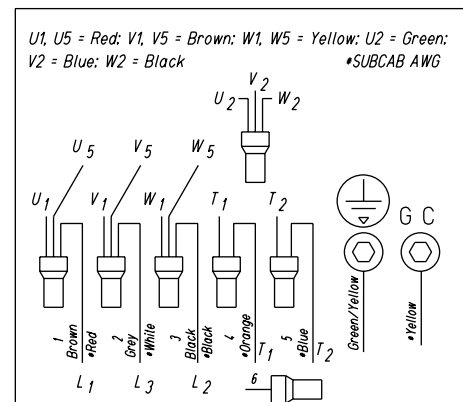 U1, U5 = Red; V1, V5 = Brown; W1, W5 = Yellow; U2 = Green;
V2 = Blue; W2 = Black
*SUBCAB AWG
V2
U2 W2
U5 V5 W5
U1 V1 W1 T1 T2
G C
1 Brown *Red
2 Grey *White
3 Black *Black
4 *Orange
5 *Blue
Green/Yellow
*Yellow
T1 T2
L1 L3 L2
6